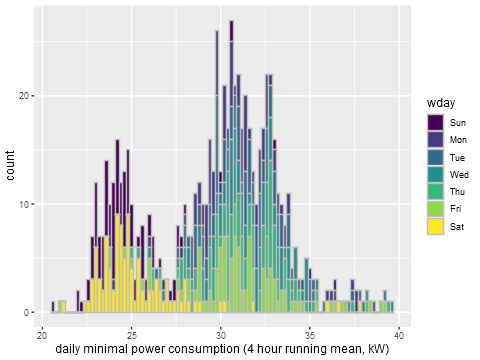 wday
Sun
Mon
Tue
Wed
Thu
Fri
Sat
count
20
10
0
20
25
30
35
40
daily minimal power consumption (4 hour running mean, kW)